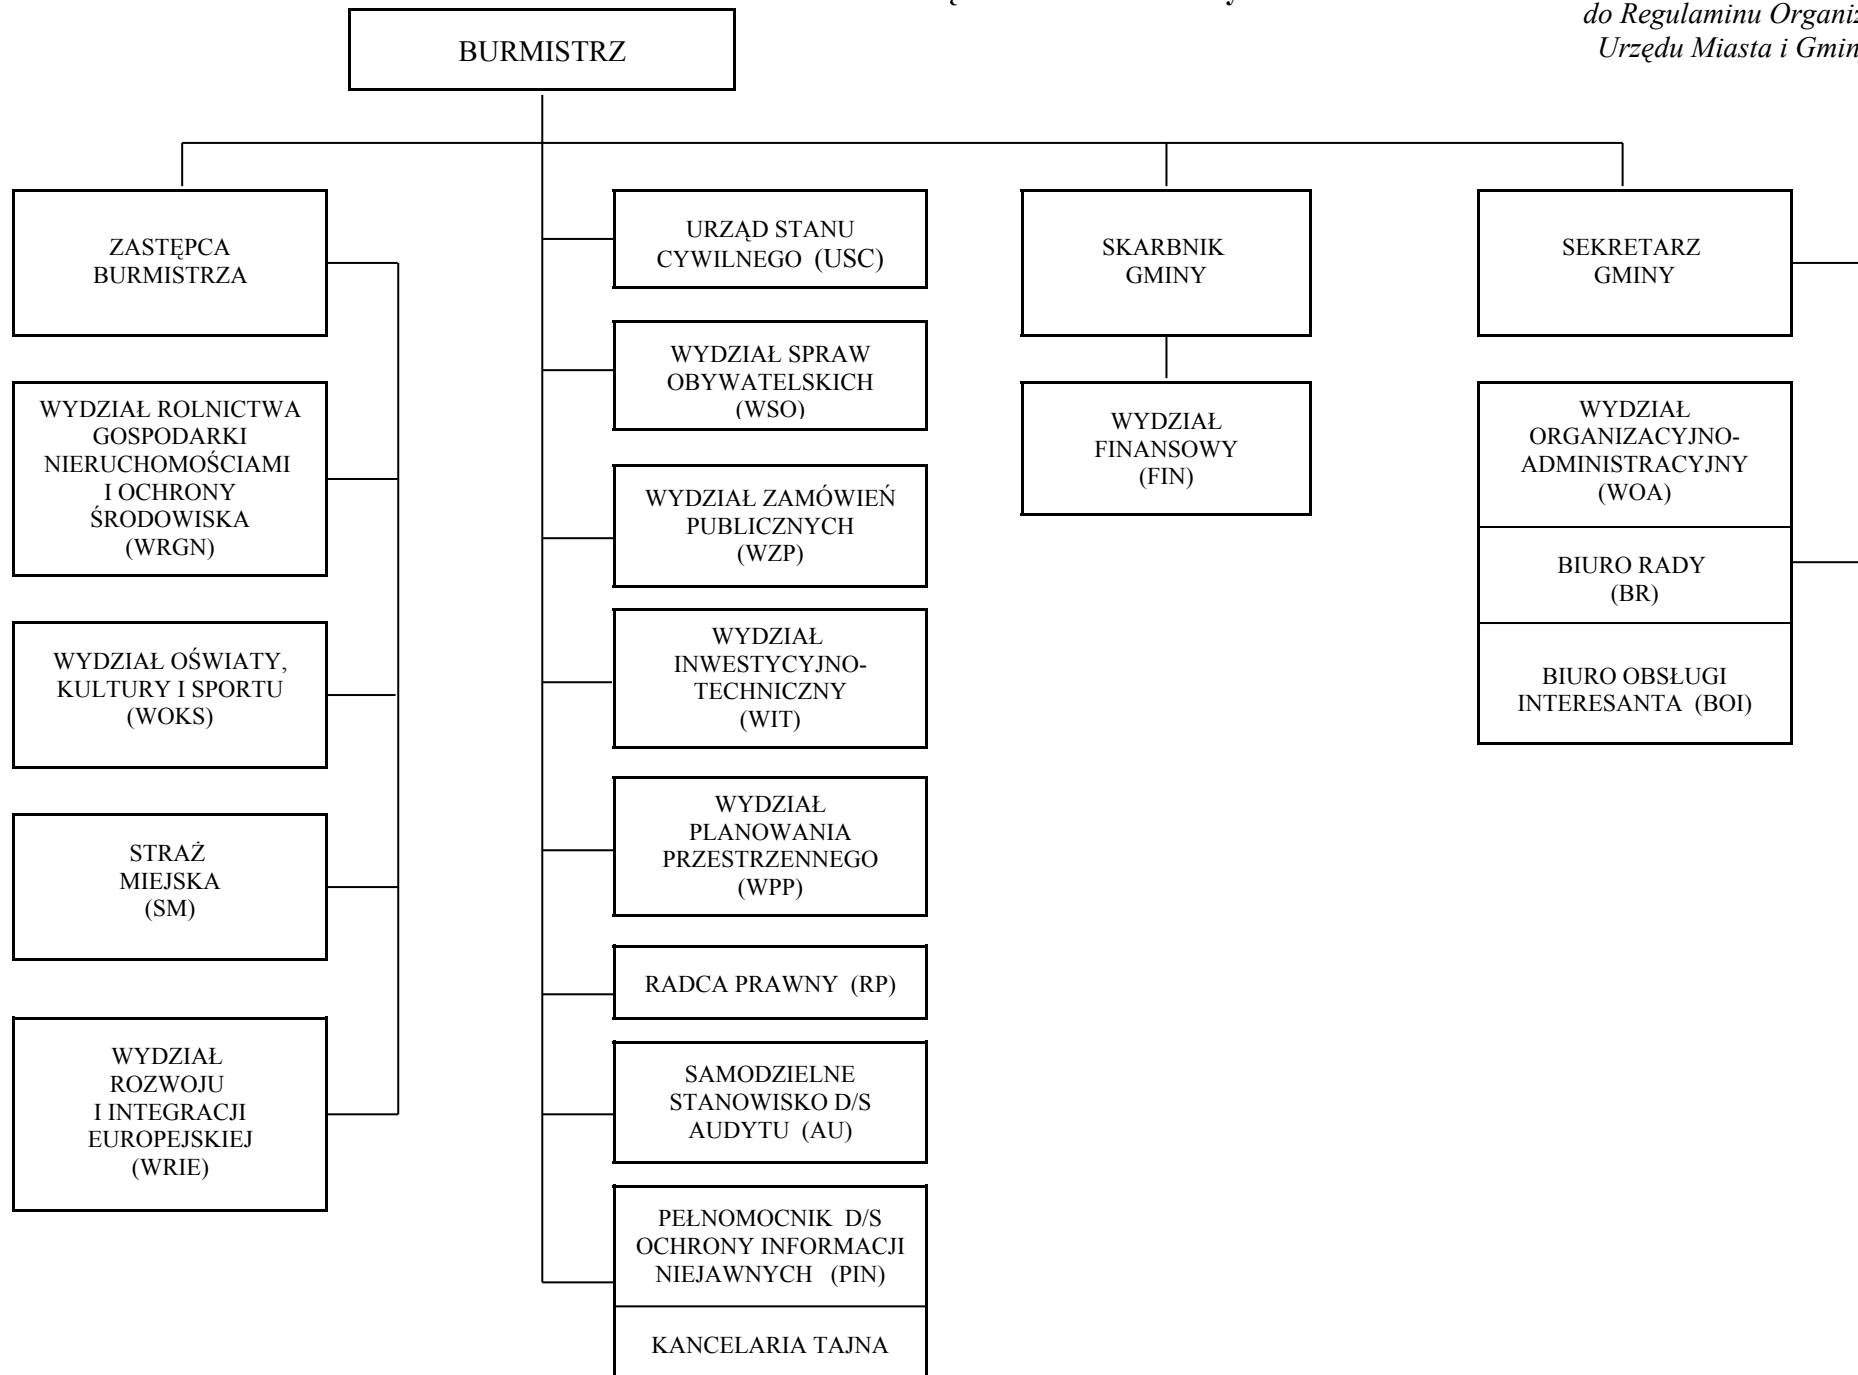 do Regulaminu
Urzędu Miasta i
BURMISTRZ
ZASTĘPCA
BURMISTRZA
WYDZIAŁ ROLNICTWA
GOSPODARKI
NIERUCHOMOŚCIAMI
I OCHRONY
ŚRODOWISKA
(WRGN)
WYDZIAŁ OŚWIATY,
KULTURY I SPORTU
(WOKS)
STRAŻ
MIEJSKA
(SM)
WYDZIAŁ
ROZWOJU
I INTEGRACJI
EUROPEJSKIEJ
(WRIE)
URZĄD STANU
CYWILNEGO (USC)
WYDZIAŁ SPRAW
OBYWATELSKICH
(WSO)
WYDZIAŁ ZAMÓWIEŃ
PUBLICZNYCH
(WZP)
WYDZIAŁ
INWESTYCYJNO-
TECHNICZNY
(WIT)
WYDZIAŁ
PLANOWANIA
PRZESTRZENNEGO
(WPP)
RADCA PRAWNY (RP)
SAMODZIELNE
STANOWISKO D/S
AUDYTU (AU)
PEŁNOMOCNIK D/S
OCHRONY INFORMACJI
NIEJAWNYCH (PIN)
KANCELARIA TAJNA
SKARBNIK
GMINY
WYDZIAŁ
FINANSOWY
(FIN)
SEKRETARZ
GMINY
WYDZIAŁ
ORGANIZACYJNO-
ADMINISTRACYJNY
(WOA)
BIURO RADY
(BR)
BIURO OBSŁUGI
INTERESANTA (BOI)